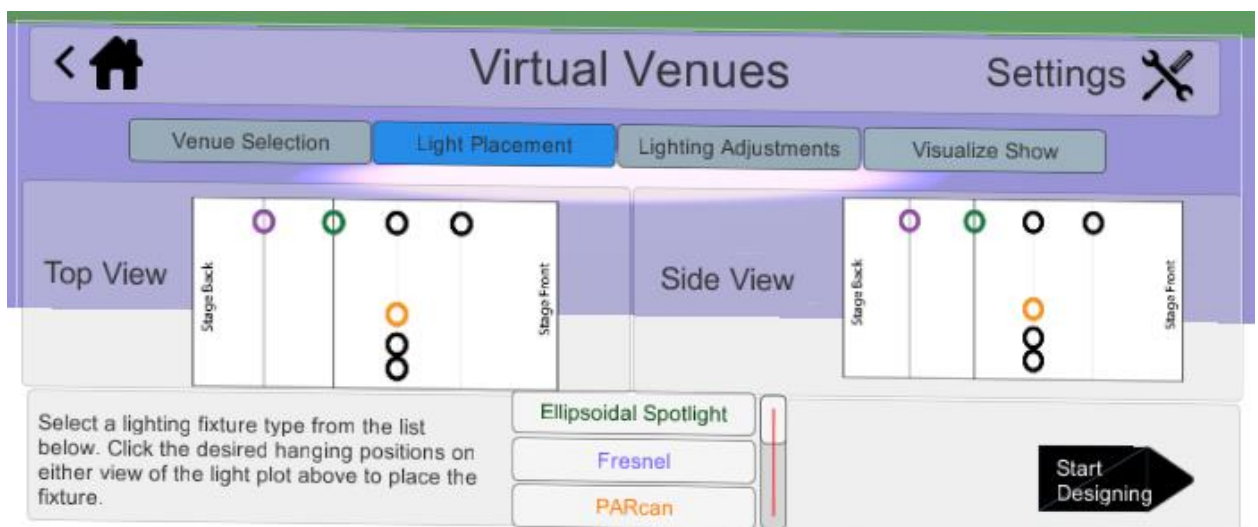 Virtual Venues
Settings
Venue Selection
Light Placement
Lighting Adjustments
Visualize Show
Top View
Stage Back
Stage Front
Side View
Stage Back
Stage Front
Select a lighting fixture type from the list
below. Click the desired hanging positions on
either view of the light plot above to place the
fixture.
Ellipsoidal Spotlight
Fresnel
PARcan
Start
Designing